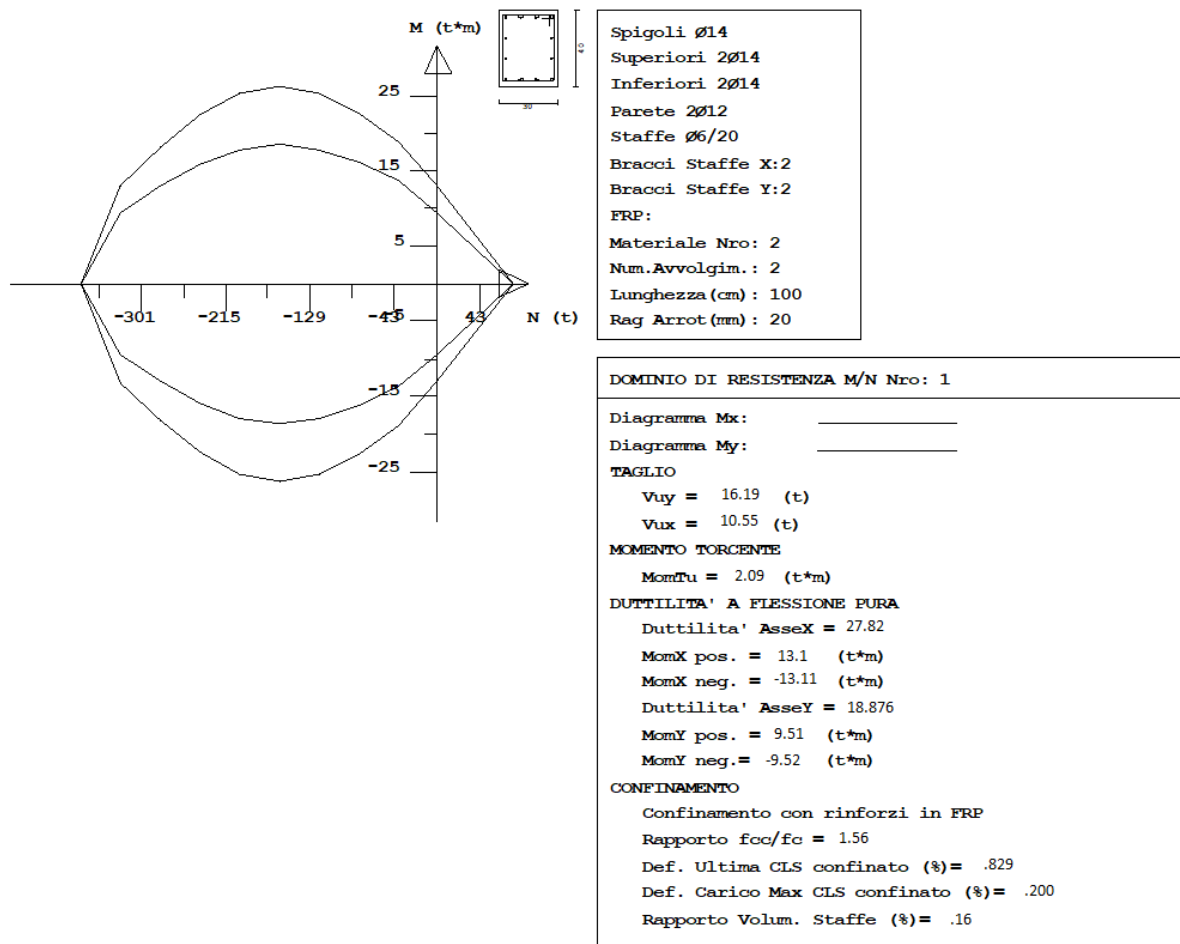 M (t*m)
40
30
25
15
5
-301 -215 -129 -43 43 N (t)
-5
-15
-25
Spigoli Ø14
Superiori 2Ø14
Inferiori 2Ø14
Parete 2Ø12
Staffe Ø6/20
Bracci Staffe X:2
Bracci Staffe Y:2
FRP:
Materiale Nro: 2
Num.Avvolgim.: 2
Lunghezza(cm): 100
Rag Arrot(mm): 20
DOMINIO DI RESISTENZA M/N Nro: 1
Diagramma Mx:
Diagramma My:
TAGLIO
Vuy = 16.19 (t)
Vux = 10.55 (t)
MOMENTO TORCENTE
MomTu = 2.09 (t*m)
DUTTILITA' A FLESSIONE PURA
Duttilita' AsseX = 27.82
MomX pos. = 13.1 (t*m)
MomX neg. = -13.11 (t*m)
Duttilita' AsseY = 18.876
MomY pos. = 9.51 (t*m)
MomY neg.= -9.52 (t*m)
CONFINAMENTO
Confinamento con rinforzi in FRP
Rapporto fcc/fc = 1.56
Def. Ultima CLS confinato (%)= .829
Def. Carico Max CLS confinato (%)= .200
Rapporto Volum. Staffe (%)= .16